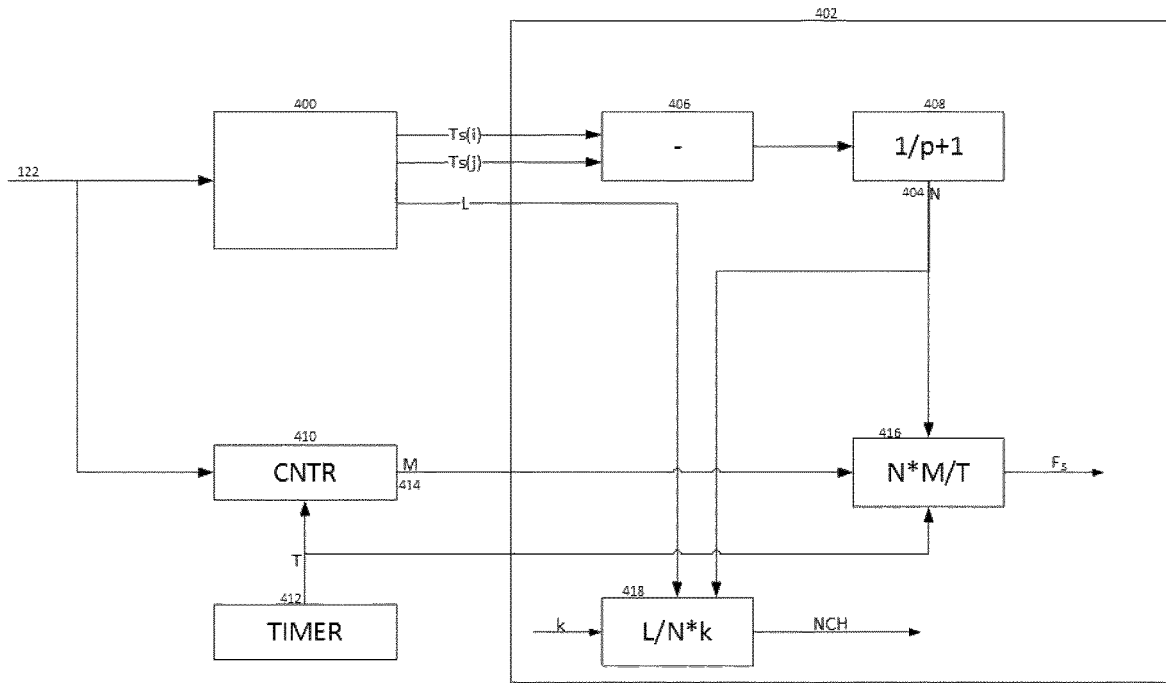 402
400
406
408
Ts(i)
Ts(j)
-
1/p+1
122
L
404 N
410
416
CNTR
M
414
N*M/T
Fs
T
412
418
TIMER
k
L/N*k
NCH